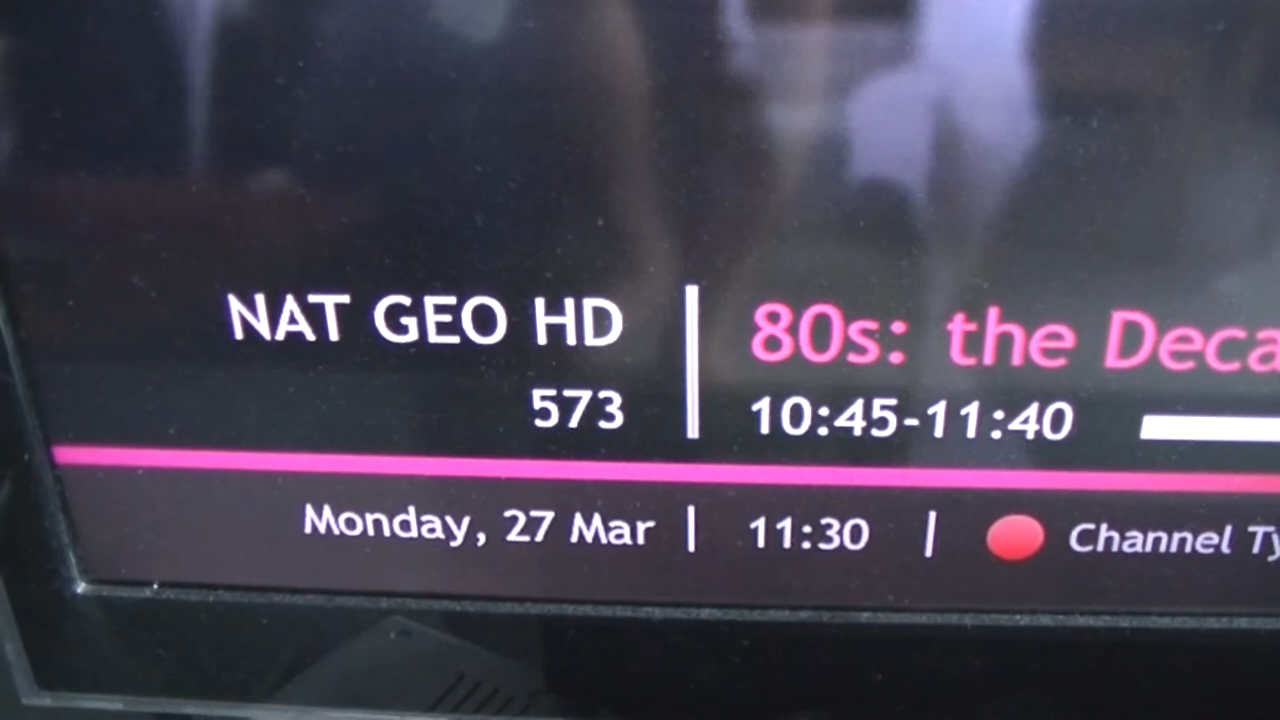 NAT GEO HD
573
80s: the Deca
10:45-11:40
Monday, 27 Mar | 11:30 | Channel Ty